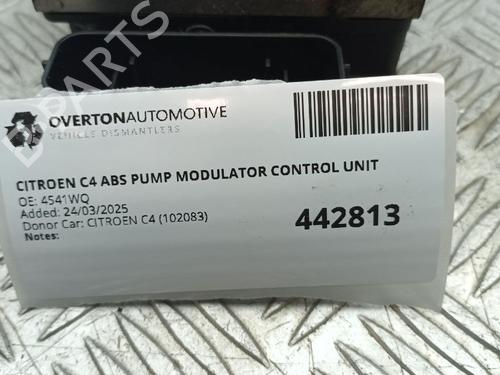 OVERTONAUTOMOTIVE
VEHICLE DISMANTLERS
CITROEN C4 ABS PUMP MODULATOR CONTROL UNIT
OE: 4541WQ
Added: 24/03/2025
Donor Car: CITROEN C4 (102083)
Notes:
442813